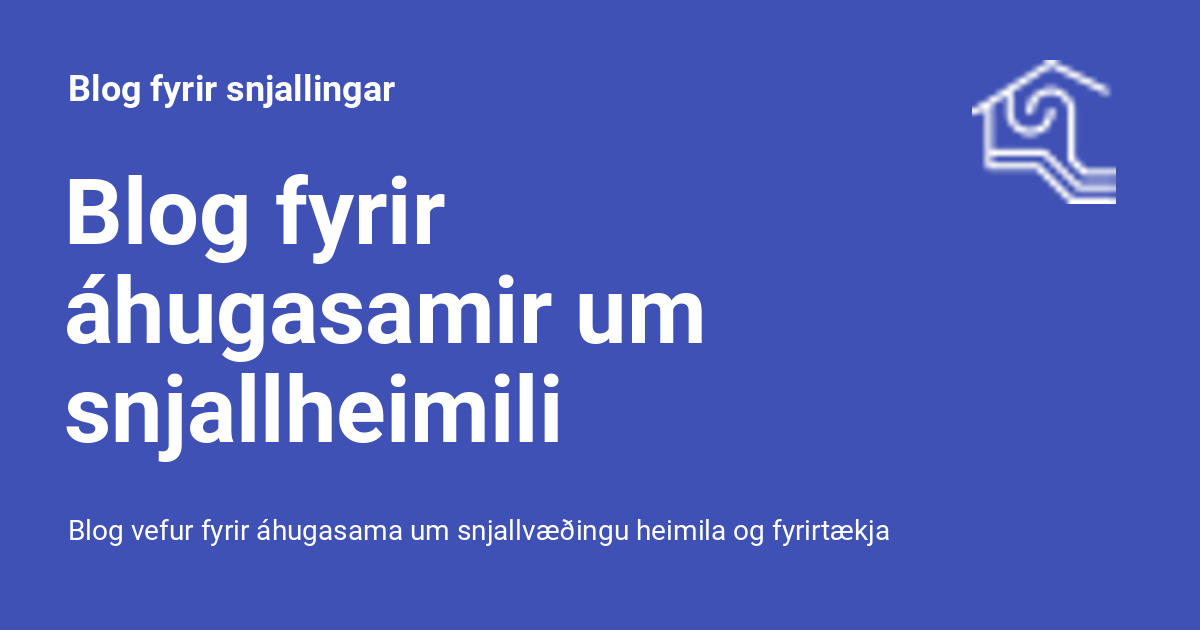 Blog fyrir snjallingar
Blog fyrir
áhugasamir um
snjallheimili
Blog vefur fyrir áhugasama um snjallvæðingu heimila og fyrirtækja